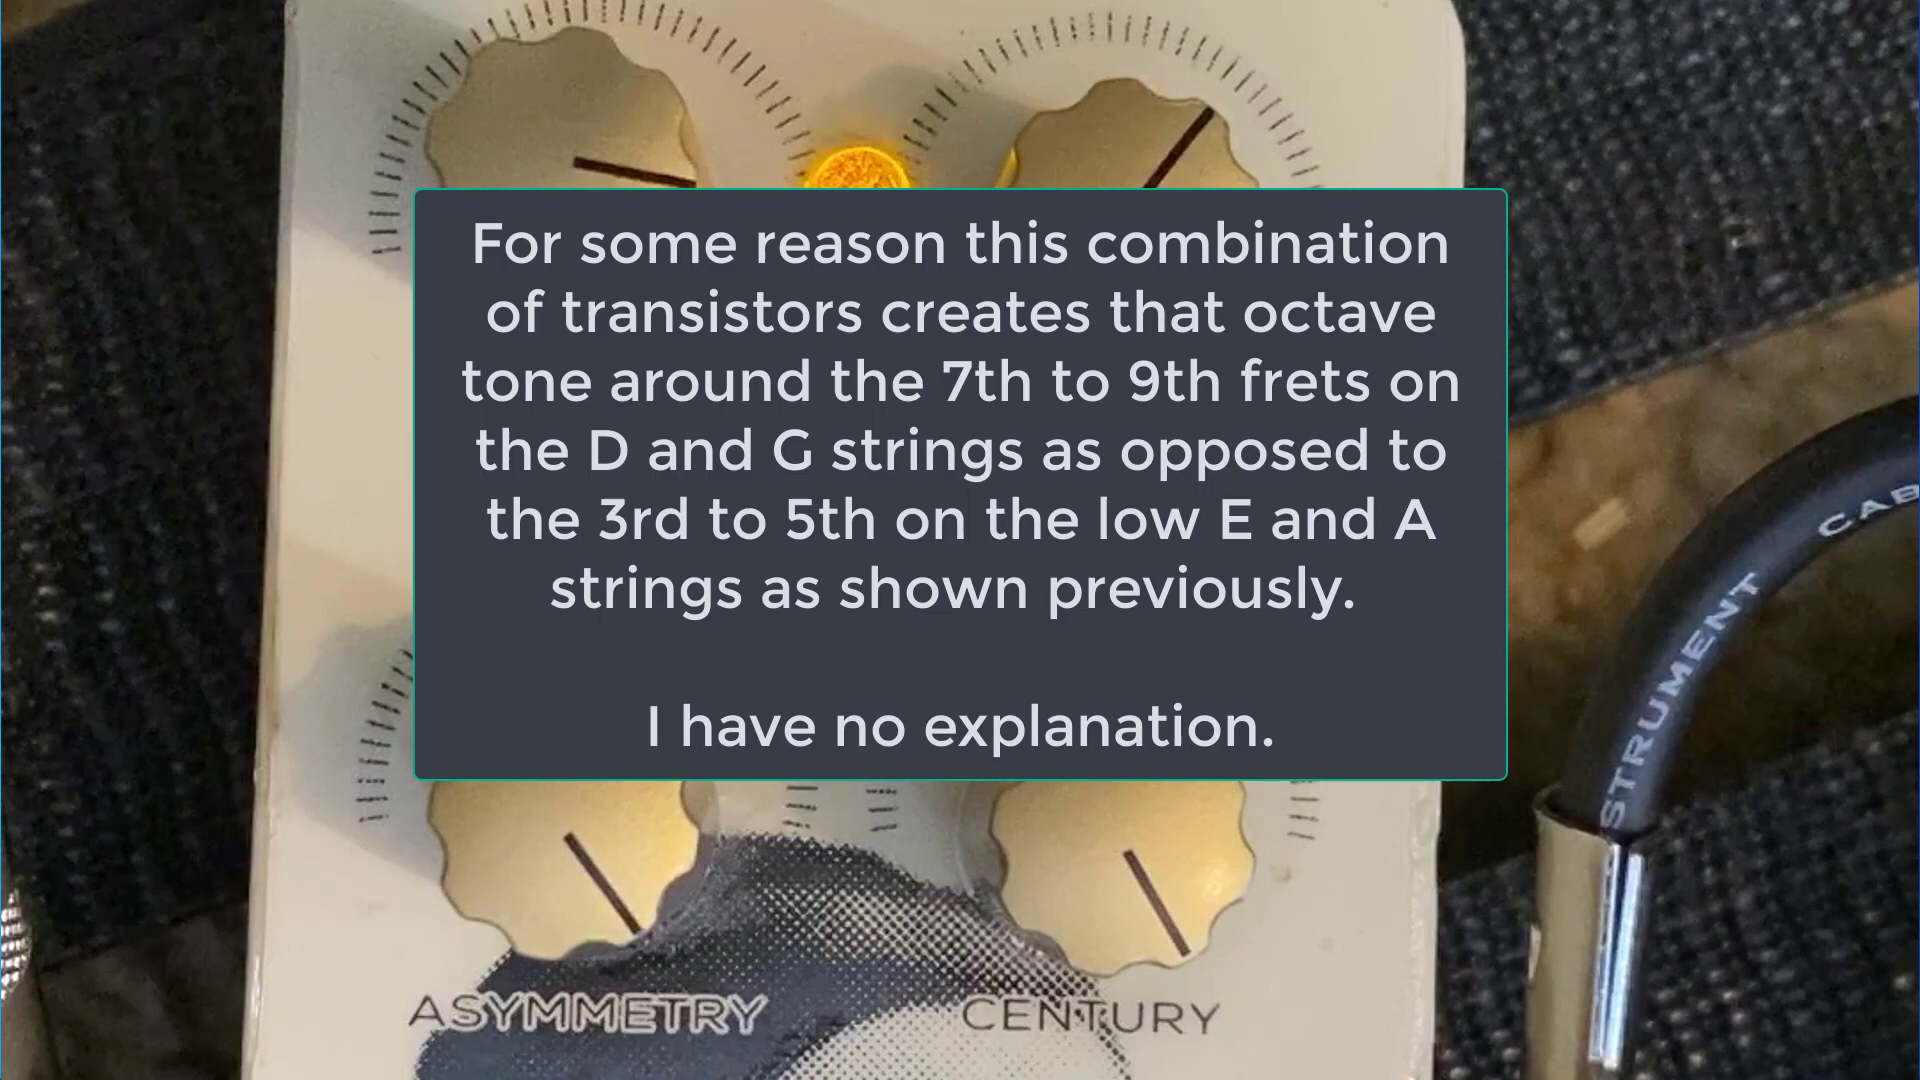 For some reason this combination
of transistors creates that octave
tone around the 7th to 9th frets on
the D and G strings as opposed to
the 3rd to 5th on the low E and A
strings as shown previously.
I have no explanation.
ASYMMETRY
CENTURY